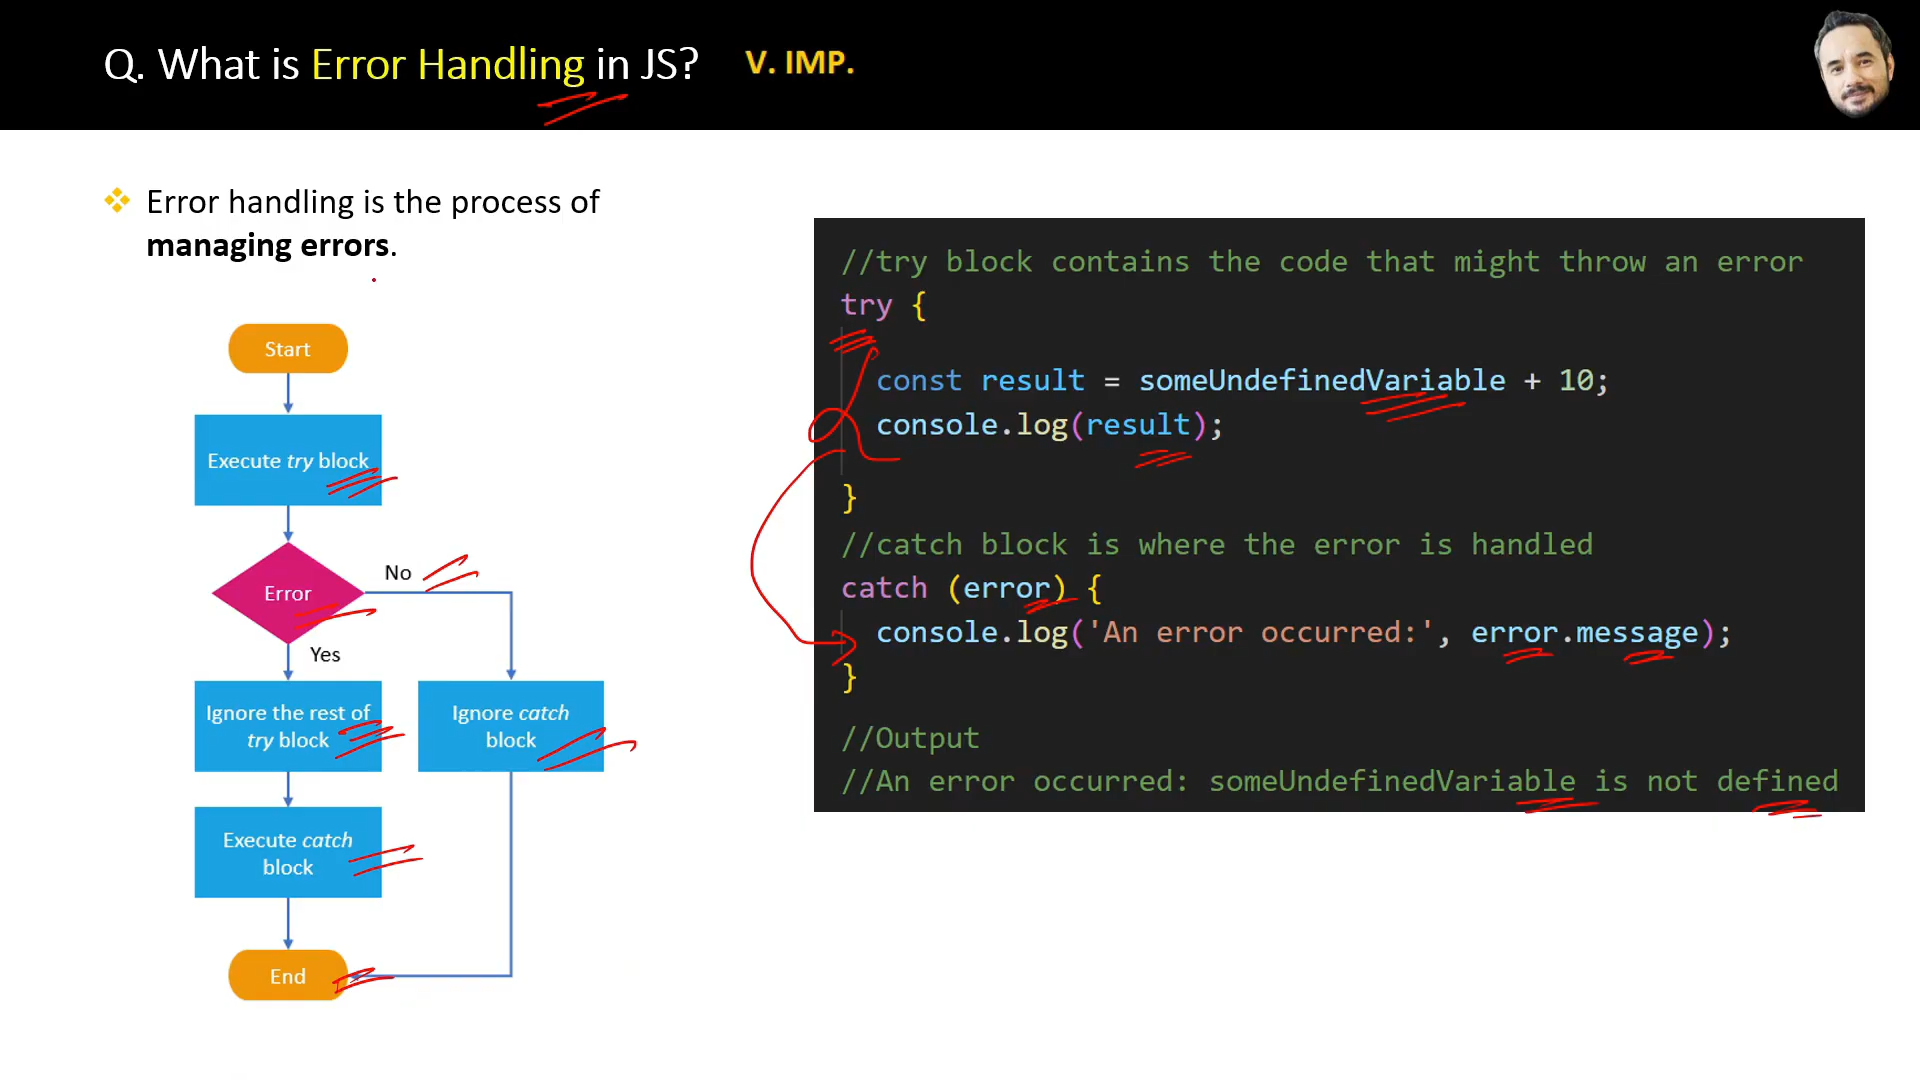 Q. What is Error Handling in JS? V. IMP.
Error handling is the process of
managing errors.
Start
Execute try block
Error
No
Yes
Ignore the rest of
try block
Ignore catch
block
Execute catch
block
End
//try block contains the code that might throw an error
try {
const result = someUndefinedVariable + 10;
console.log(result);
}
//catch block is where the error is handled
catch (error) {
console.log('An error occurred:', error.message);
}
//Output
//An error occurred: someUndefinedVariable is not defined